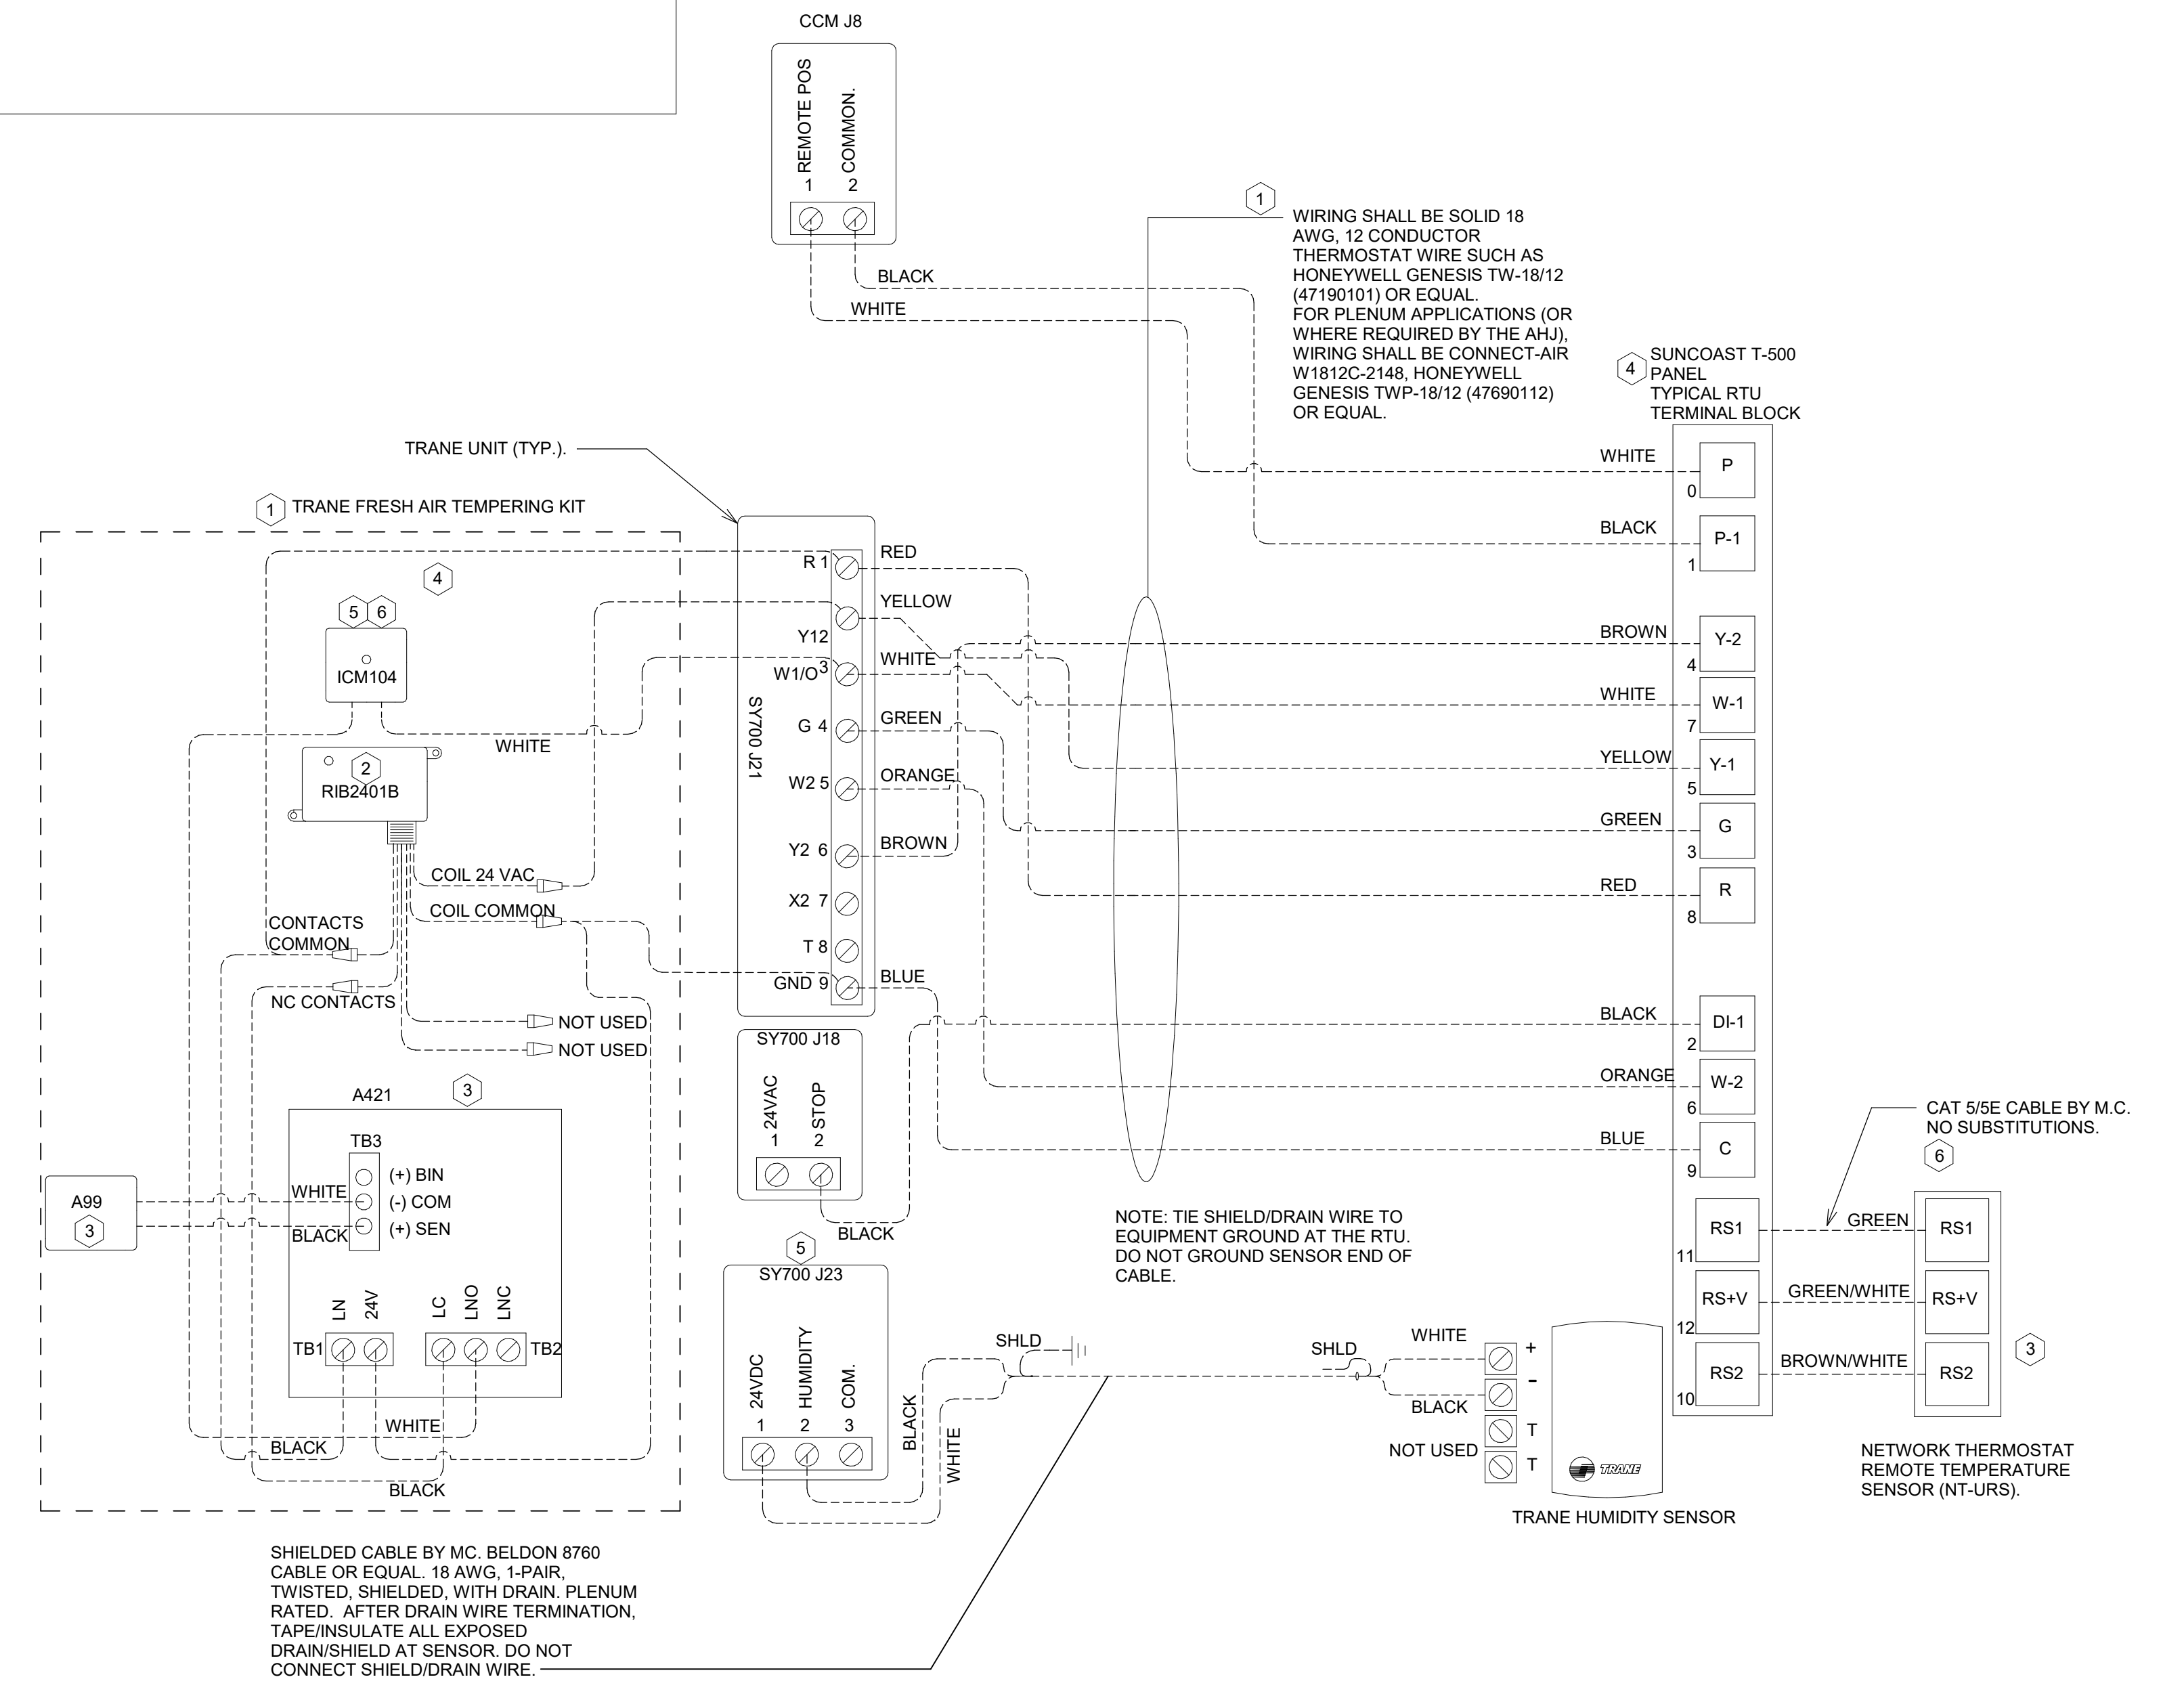 CCM J8
REMOTE POS
COMMON.
1
2
BLACK
WHITE
1
WIRING SHALL BE SOLID 18
AWG, 12 CONDUCTOR
THERMOSTAT WIRE SUCH AS
HONEYWELL GENESIS TW-18/12
(47190101) OR EQUAL.
FOR PLENUM APPLICATIONS (OR
WHERE REQUIRED BY THE AHJ),
WIRING SHALL BE CONNECT-AIR
W1812C-2148, HONEYWELL
GENESIS TWP-18/12 (47690112)
OR EQUAL.
4
SUNCOAST T-500
PANEL
TYPICAL RTU
TERMINAL BLOCK
WHITE
P
0
BLACK
P-1
1
BROWN
Y-2
4
WHITE
W-1
7
YELLOW
Y-1
5
GREEN
G
3
RED
R
8
BLACK
DI-1
2
ORANGE
W-2
6
BLUE
C
9
RS1
11
RS+V
12
RS2
10
TRANE UNIT (TYP.).
1
TRANE FRESH AIR TEMPERING KIT
4
5
6
ICM104
WHITE
2
RIB2401B
COIL 24 VAC
COIL COMMON
CONTACTS
COMMON
NC CONTACTS
NOT USED
NOT USED
R 1
RED
YELLOW
Y12
W1/O 3
WHITE
SY700 J21
G 4
GREEN
W2 5
ORANGE
Y2 6
BROWN
X2 7
T 8
GND 9
BLUE
SY700 J18
24VAC
STOP
1
2
BLACK
A421
3
TB3
(+) BIN
(-) COM
(+) SEN
A99
3
WHITE
BLACK
LN
24V
LC
LNO
LNC
TB1
TB2
WHITE
BLACK
BLACK
5
SY700 J23
24VDC
HUMIDITY
COM.
1
2
3
BLACK
WHITE
SHLD
SHLD
NOTE: TIE SHIELD/DRAIN WIRE TO
EQUIPMENT GROUND AT THE RTU.
DO NOT GROUND SENSOR END OF
CABLE.
WHITE
BLACK
NOT USED
+
-
T
T
TRANE
TRANE HUMIDITY SENSOR
CAT 5/5E CABLE BY M.C.
NO SUBSTITUTIONS.
6
GREEN
RS1
GREEN/WHITE
RS+V
BROWN/WHITE
RS2
3
NETWORK THERMOSTAT
REMOTE TEMPERATURE
SENSOR (NT-URS).
SHIELDED CABLE BY MC. BELDON 8760
CABLE OR EQUAL. 18 AWG, 1-PAIR,
TWISTED, SHIELDED, WITH DRAIN. PLENUM
RATED. AFTER DRAIN WIRE TERMINATION,
TAPE/INSULATE ALL EXPOSED
DRAIN/SHIELD AT SENSOR. DO NOT
CONNECT SHIELD/DRAIN WIRE.